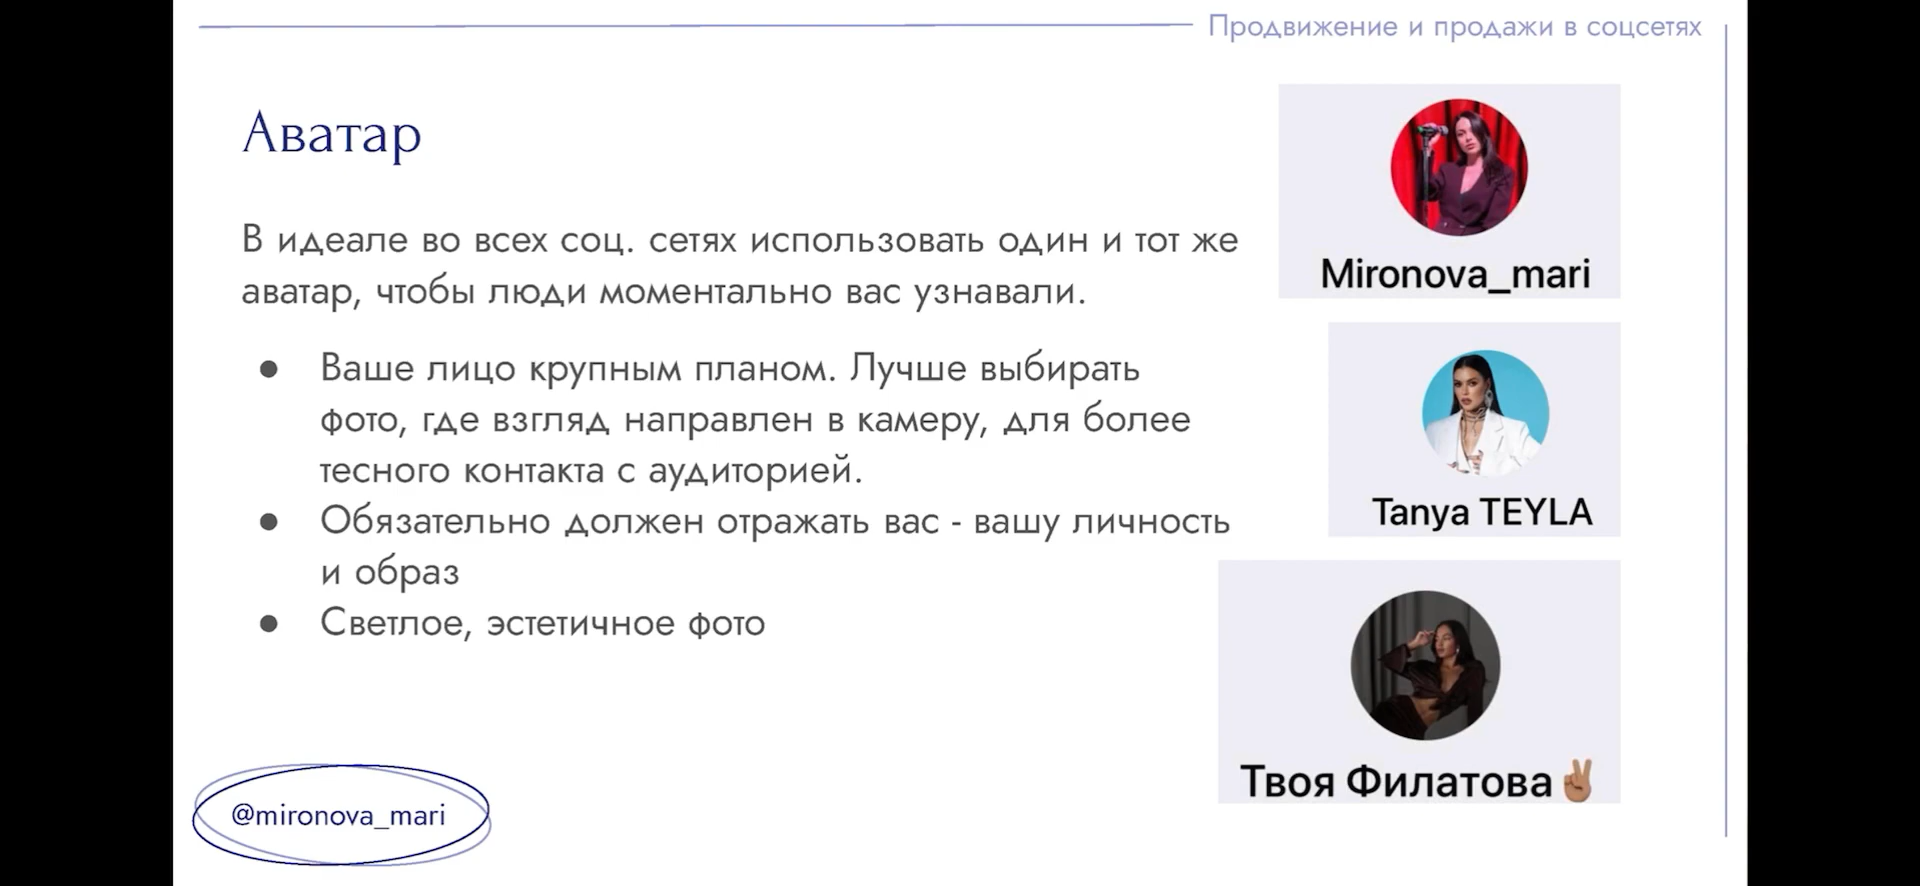 Продвижение и продажи в соцсетях
Аватар
В идеале во всех соц. сетях использовать один и тот же
аватар, чтобы люди моментально вас узнавали.
● Ваше лицо крупным планом. Лучше выбирать
фото, где взгляд направлен в камеру, для более
тесного контакта с аудиторией.
● Обязательно должен отражать вас - вашу личность
и образ
● Светлое, эстетичное фото
Mironova_mari
Tanya TEYLA
Твоя Филатова✌🏽
@mironova_mari